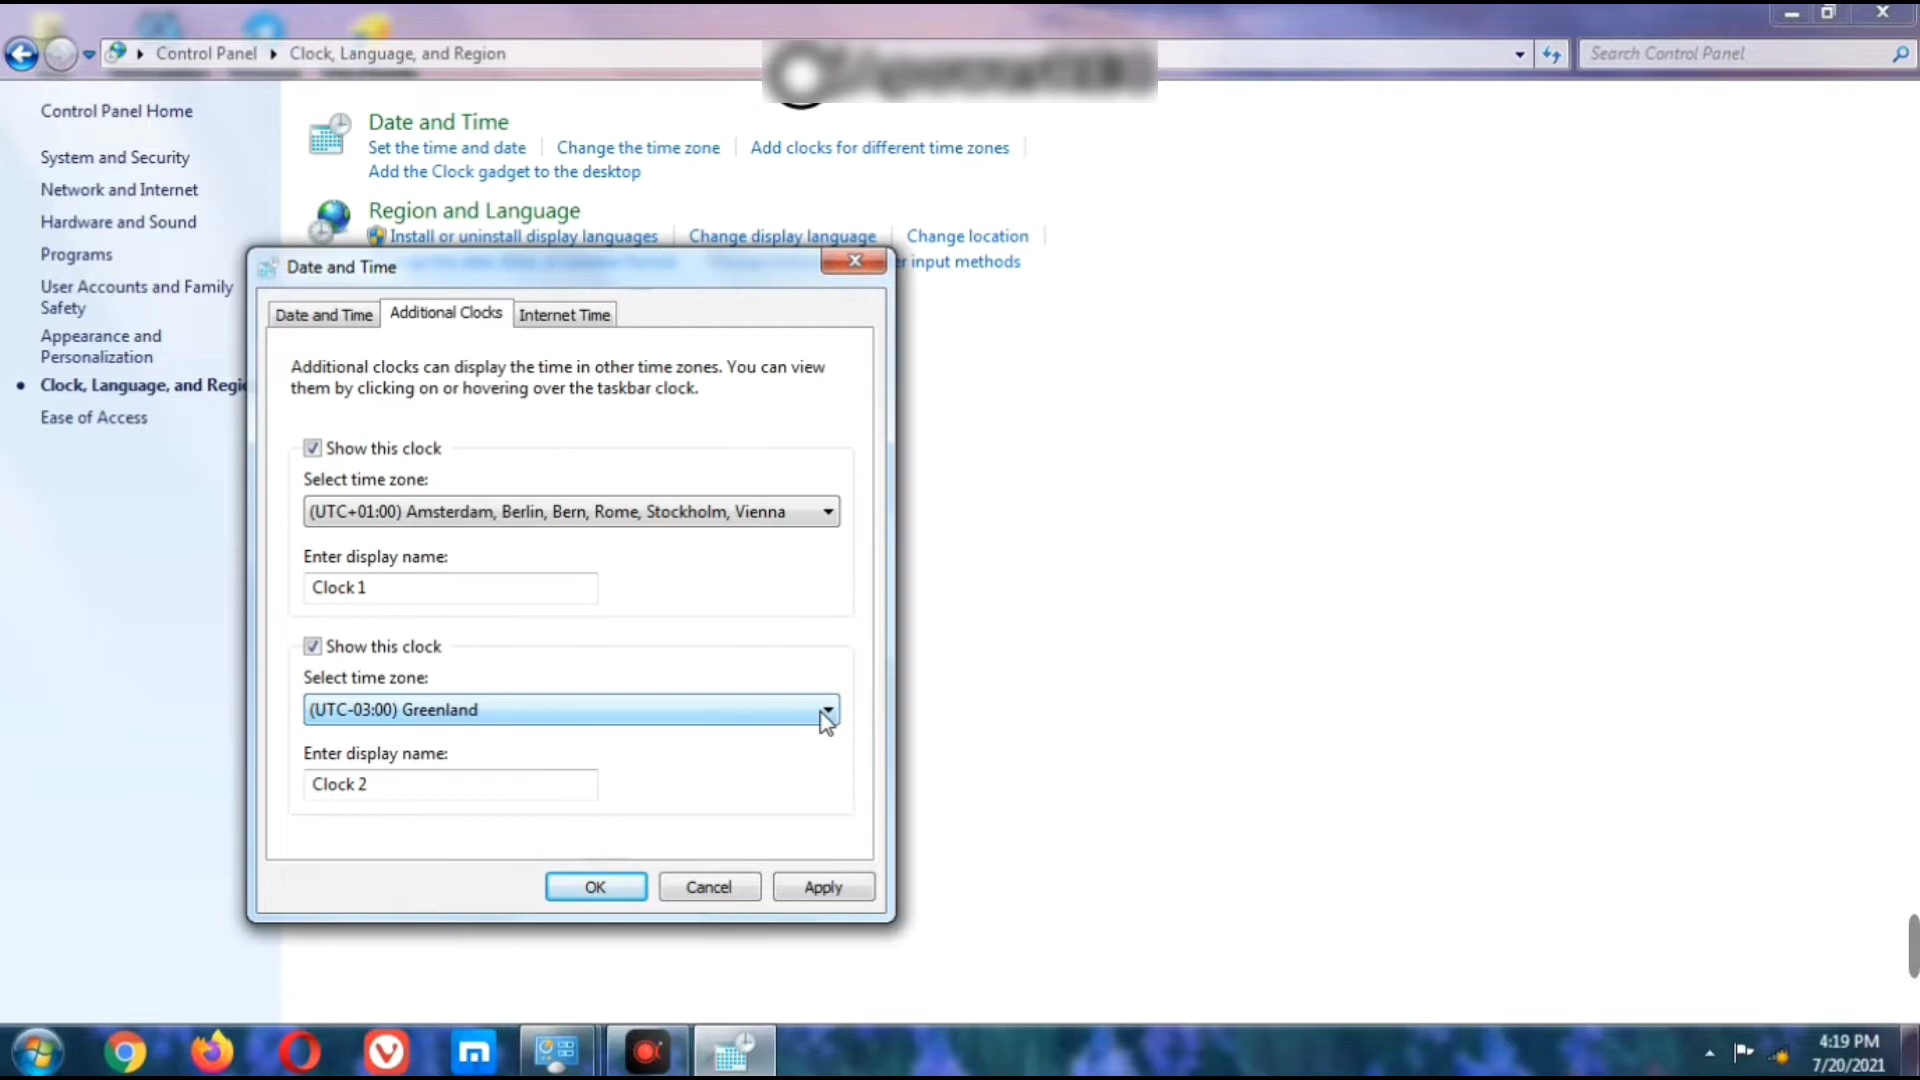 Control Panel
Clock, Language, and Region
Search Control Panel
Control Panel Home
System and Security
Network and Internet
Hardware and Sound
Programs
User Accounts and Family
Safety
Appearance and
Personalization
Clock, Language, and Regi
Ease of Access
Date and Time
Set the time and date
Change the time zone
Add clocks for different time zones
Add the Clock gadget to the desktop
Region and Language
Install or uninstall display languages
Change display language
Change location
input methods
Date and Time
Date and Time
Additional Clocks
Internet Time
Additional clocks can display the time in other time zones. You can view
them by clicking on or hovering over the taskbar clock.
Show this clock
Select time zone:
(UTC+01:00) Amsterdam, Berlin, Bern, Rome, Stockholm, Vienna
Enter display name:
Clock 1
Show this clock
Select time zone:
(UTC-03:00) Greenland
Enter display name:
Clock 2
OK
Cancel
Apply
4:19 PM
7/20/2021